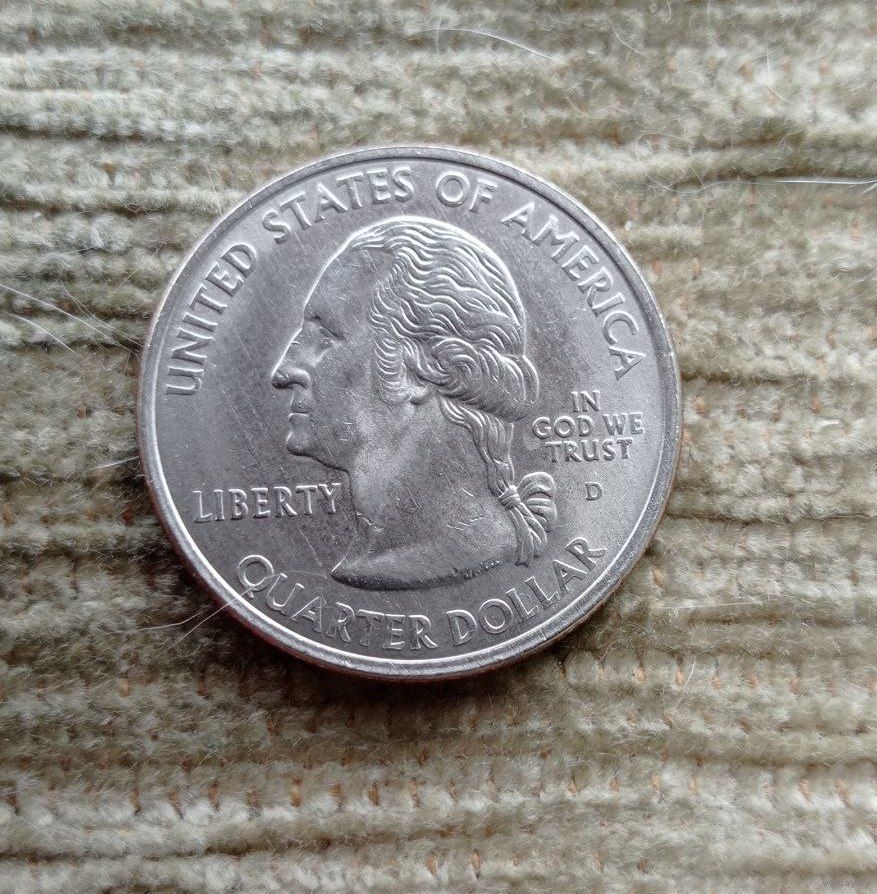 UNITED STATES OF AMERICA
IN
GOD WE
TRUST
LIBERTY
D
QUARTER DOLLAR